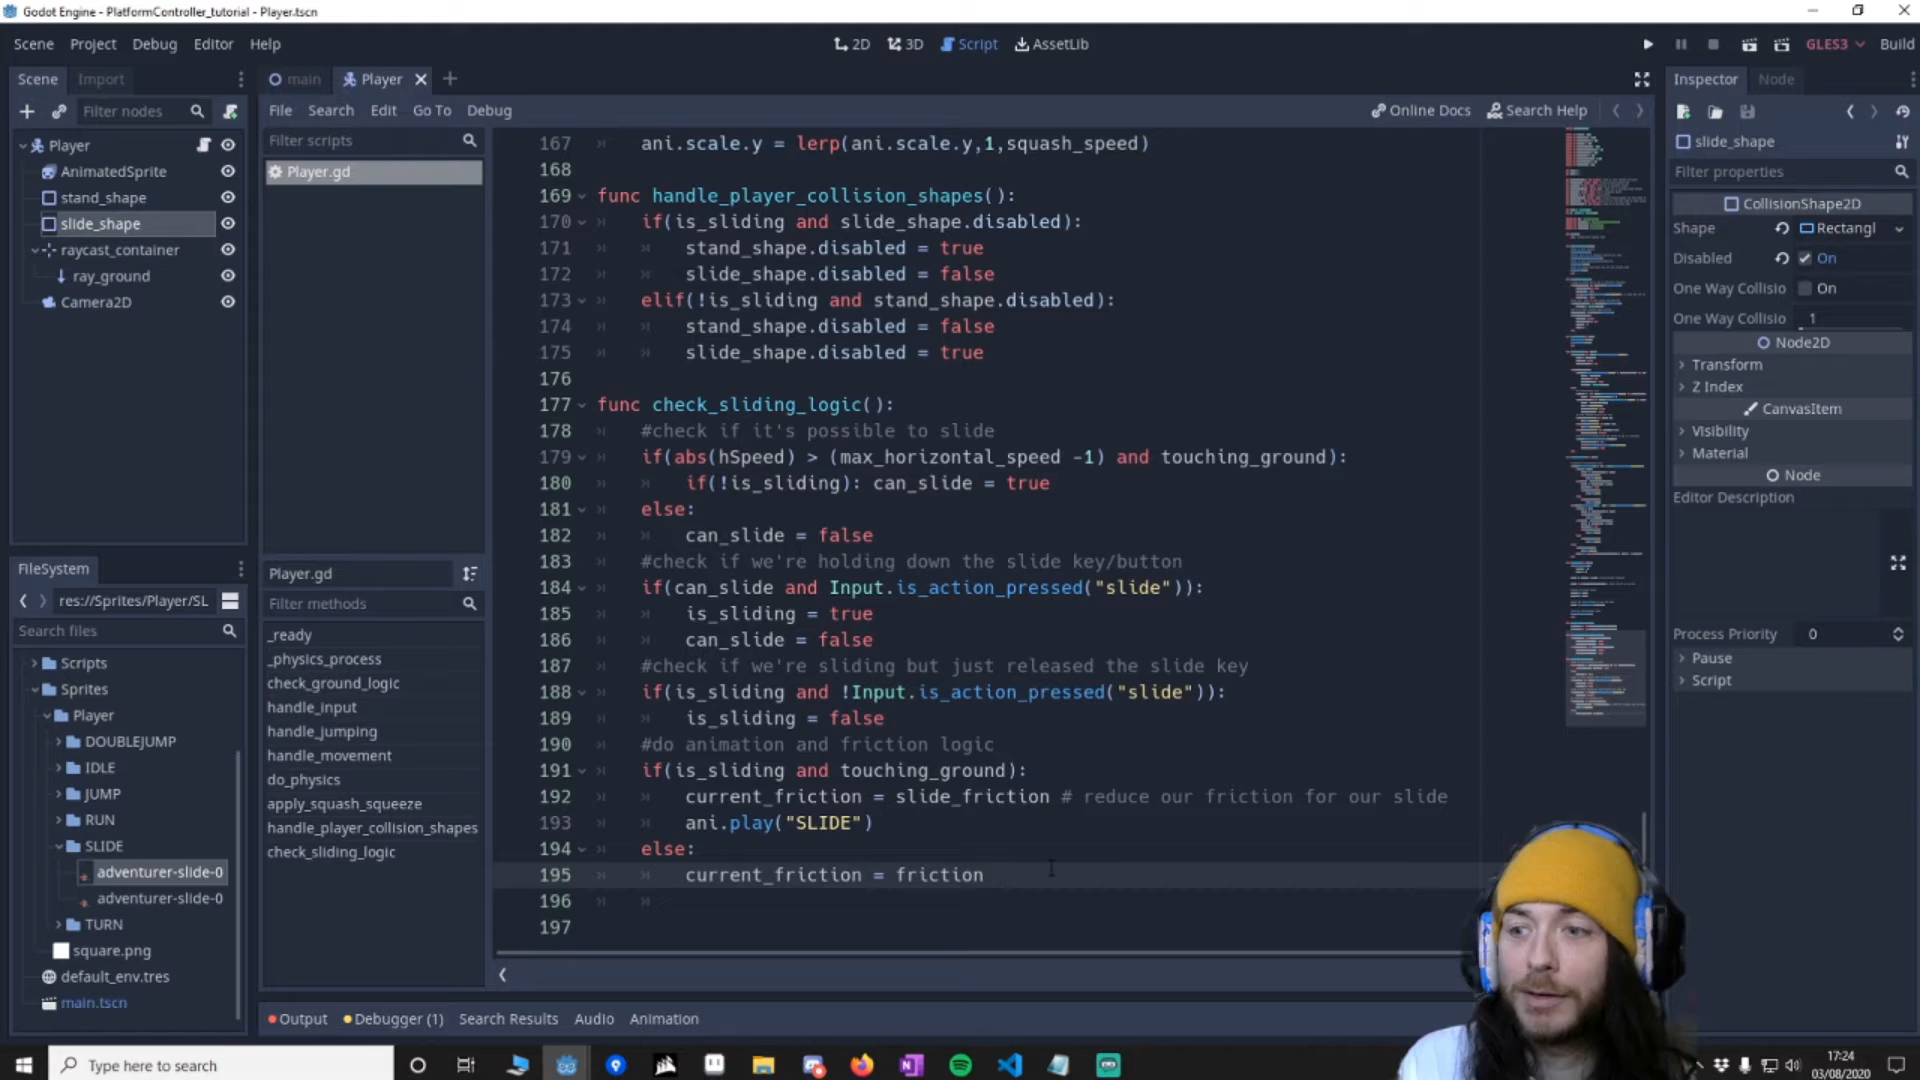 Godot Engine - PlatformController_tutorial - Player.tscn
Scene Project Debug Editor Help
2D 3D Script AssetLib
GLES3 Build
Scene Import
main Player
Inspector Node
Filter nodes
File Search Edit Go To Debug
Online Docs Search Help
Player
AnimatedSprite
stand_shape
slide_shape
raycast_container
ray_ground
Camera2D
Filter scripts
Player.gd
167 ani.scale.y = lerp(ani.scale.y,1,squash_speed)
168
169 func handle_player_collision_shapes():
170 if(is_sliding and slide_shape.disabled):
171 stand_shape.disabled = true
172 slide_shape.disabled = false
173 elif(!is_sliding and stand_shape.disabled):
174 stand_shape.disabled = false
175 slide_shape.disabled = true
176
177 func check_sliding_logic():
178 #check if it's possible to slide
179 if(abs(hSpeed) > (max_horizontal_speed -1) and touching_ground):
180 if(!is_sliding): can_slide = true
181 else:
182 can_slide = false
183 #check if we're holding down the slide key/button
184 if(can_slide and Input.is_action_pressed("slide")):
185 is_sliding = true
186 can_slide = false
187 #check if we're sliding but just released the slide key
188 if(is_sliding and !Input.is_action_pressed("slide")):
189 is_sliding = false
190 #do animation and friction logic
191 if(is_sliding and touching_ground):
192 current_friction = slide_friction # reduce our friction for our slide
193 ani.play("SLIDE")
194 else:
195 current_friction = friction
196
197
Player.gd
Filter methods
_ready
_physics_process
check_ground_logic
handle_input
handle_jumping
handle_movement
do_physics
apply_squash_squeeze
handle_player_collision_shapes
check_sliding_logic
FileSystem
res://Sprites/Player/SL
Search files
Scripts
Sprites
Player
DOUBLEJUMP
IDLE
JUMP
RUN
SLIDE
adventurer-slide-0
adventurer-slide-0
TURN
square.png
default_env.tres
main.tscn
slide_shape
Filter properties
CollisionShape2D
Shape Rectangl
Disabled On
One Way Collisio On
One Way Collisio 1
Node2D
Transform
Z Index
CanvasItem
Visibility
Material
Node
Editor Description
Process Priority 0
Pause
Script
Output Debugger (1) Search Results Audio Animation
Type here to search
17:24
03/08/2020